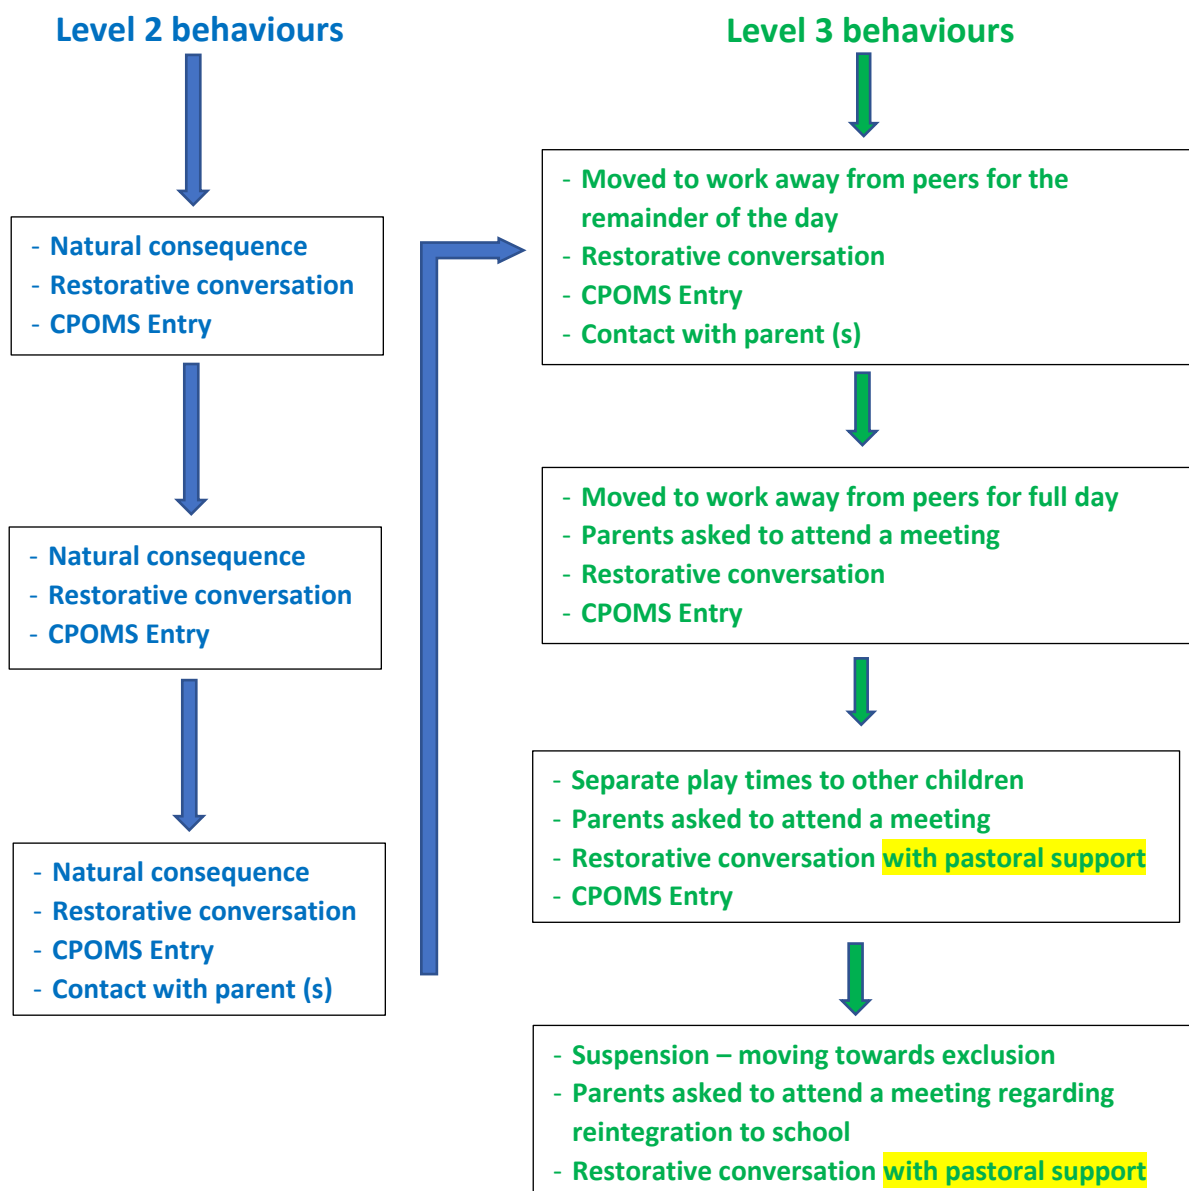 Level 2 behaviours
- Natural consequence
- Restorative conversation
- CPOMS Entry
- Natural consequence
- Restorative conversation
- CPOMS Entry
- Natural consequence
- Restorative conversation
- CPOMS Entry
- Contact with parent (s)
Level 3 behaviours
- Moved to work away from peers for the
remainder of the day
- Restorative conversation
- CPOMS Entry
- Contact with parent (s)
- Moved to work away from peers for full day
- Parents asked to attend a meeting
- Restorative conversation
- CPOMS Entry
- Separate play times to other children
- Parents asked to attend a meeting
- Restorative conversation with pastoral support
- CPOMS Entry
- Suspension – moving towards exclusion
- Parents asked to attend a meeting regarding
reintegration to school
- Restorative conversation with pastoral support